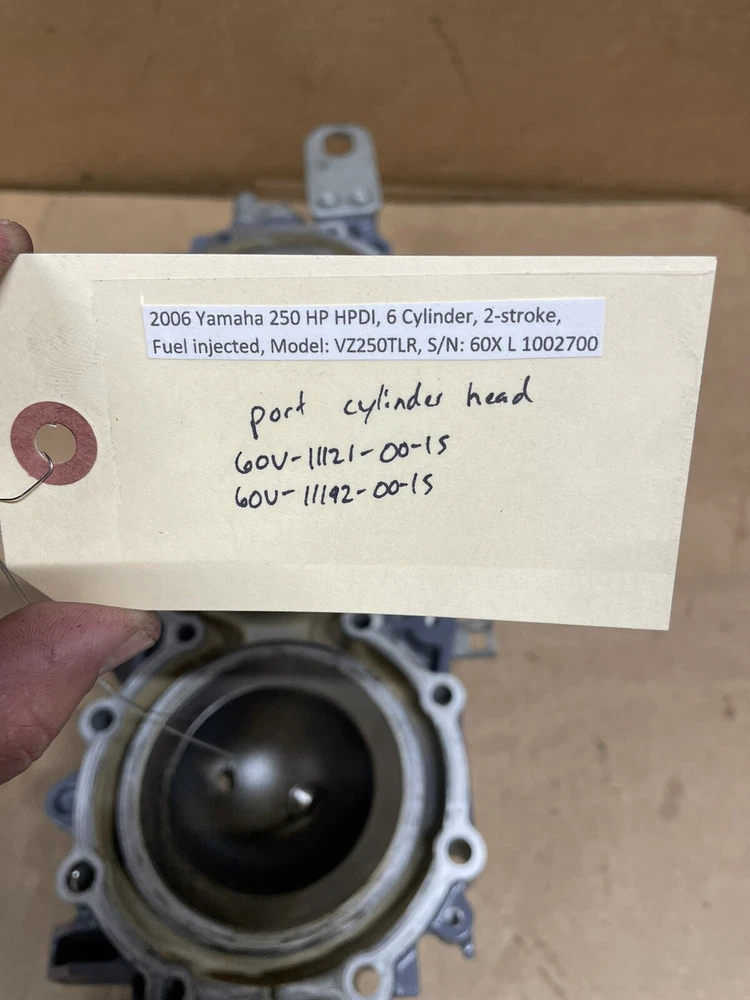 2006 Yamaha 250 HP HPDI, 6 Cylinder, 2-stroke,
Fuel injected, Model: VZ250TLR, S/N: 60X L 1002700
port cylinder head
60V-11121-00-1S
60V-11192-00-1S